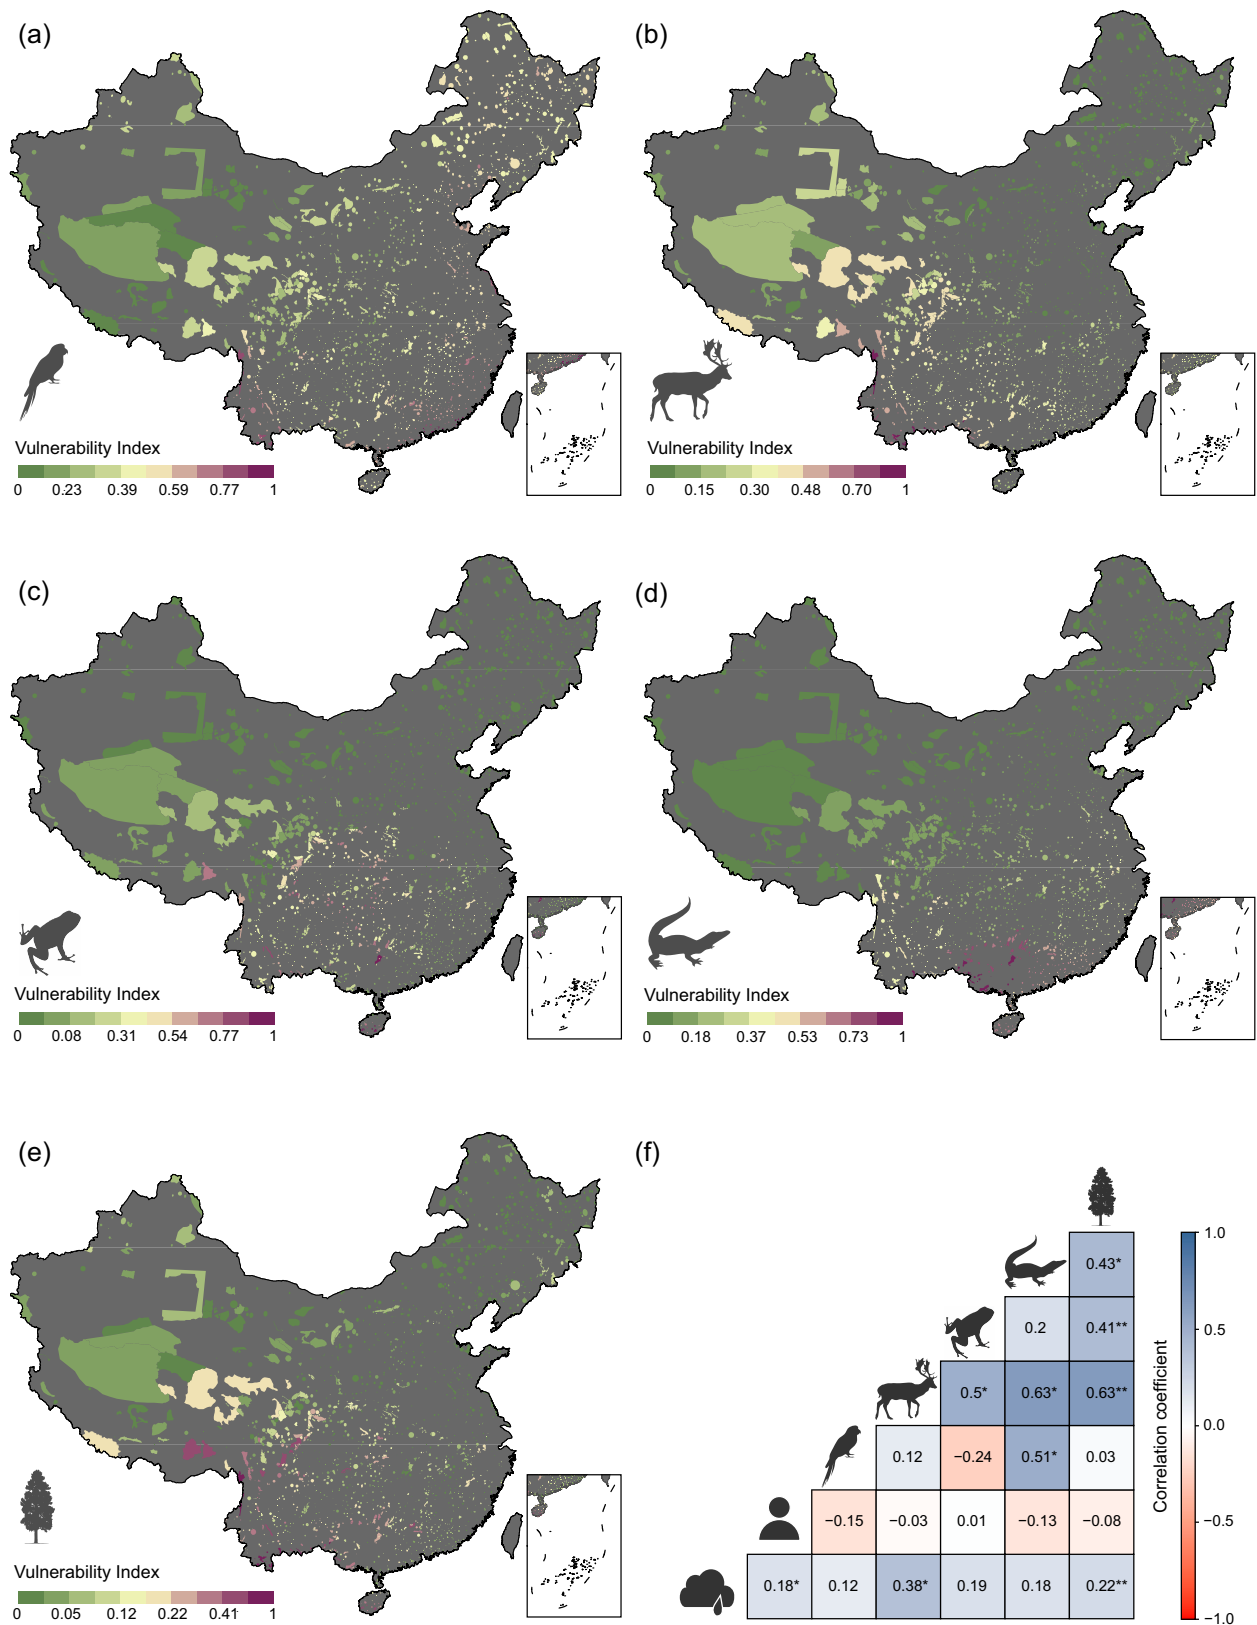 (a)
Vulnerability Index
0 0.23 0.39 0.59 0.77 1
(b)
Vulnerability Index
0 0.15 0.30 0.48 0.70 1
(c)
Vulnerability Index
0 0.08 0.31 0.54 0.77 1
(d)
Vulnerability Index
0 0.18 0.37 0.53 0.73 1
(e)
Vulnerability Index
0 0.05 0.12 0.22 0.41 1
(f)
0.43*
0.2 0.41**
0.5* 0.63* 0.63**
0.12 −0.24 0.51* 0.03
−0.15 −0.03 0.01 −0.13 −0.08
0.18* 0.12 0.38* 0.19 0.18 0.22**
1.0
0.5
0.0
−0.5
−1.0
Correlation coefficient